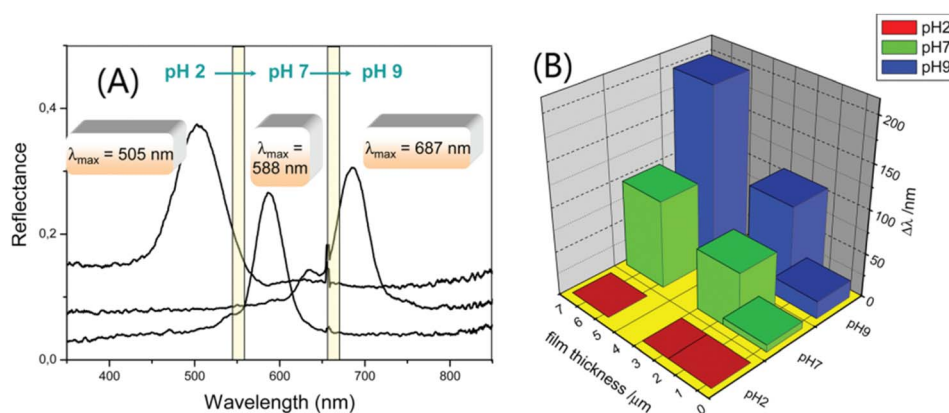 (A)
pH 2 → pH 7 → pH 9
λmax = 505 nm
λmax =
588 nm
λmax = 687 nm
Reflectance
0,4
0,2
0,0
400 500 600 700 800
Wavelength (nm)
(B)
pH2
pH7
pH9
200
150
100
50
0
Δλ /nm
7 6 5 4 3 2 1 0
film thickness /μm
pH2
pH7
pH9